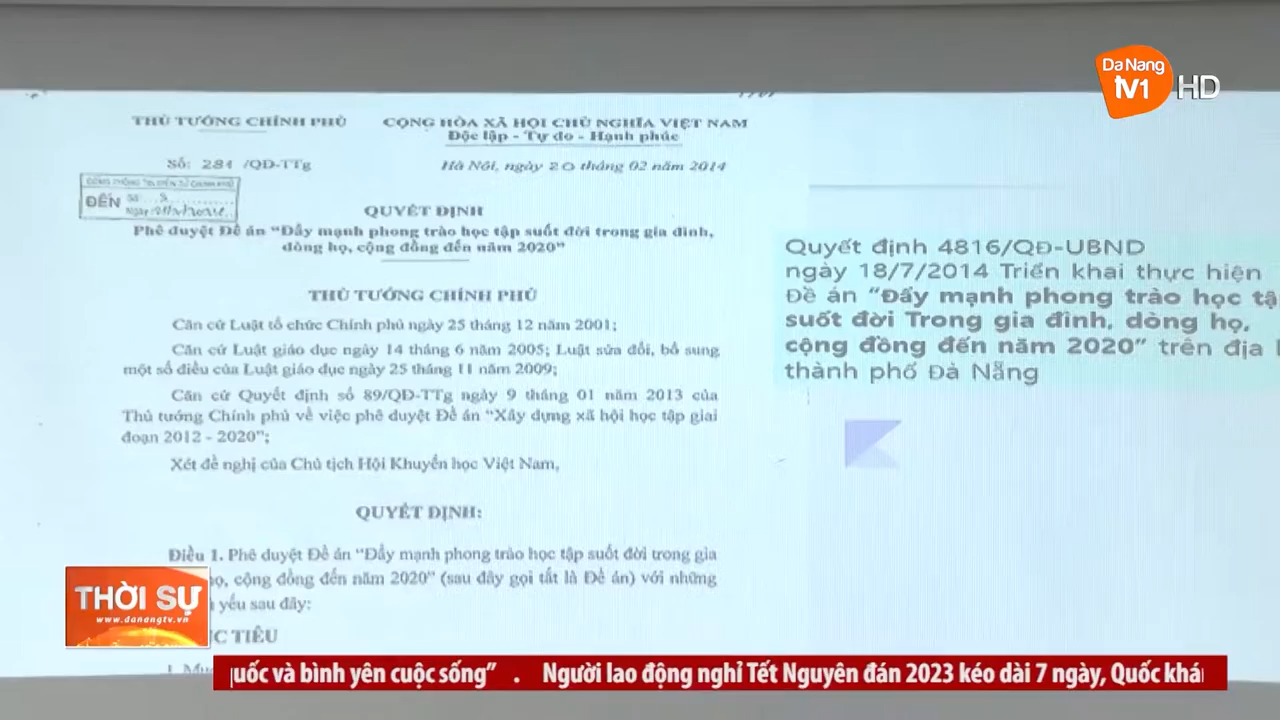 Da Nang
TV1 HD
THỦ TƯỚNG CHÍNH PHỦ
CỘNG HÒA XÃ HỘI CHỦ NGHĨA VIỆT NAM
Độc lập - Tự do - Hạnh phúc
Số: 281 /QĐ-TTg
Hà Nội, ngày 20 tháng 02 năm 2014
ĐẾN
QUYẾT ĐỊNH
Phê duyệt Đề án “Đẩy mạnh phong trào học tập suốt đời trong gia đình,
dòng họ, cộng đồng đến năm 2020”
THỦ TƯỚNG CHÍNH PHỦ
Căn cứ Luật tổ chức Chính phủ ngày 25 tháng 12 năm 2001;
Căn cứ Luật giáo dục ngày 14 tháng 6 năm 2005; Luật sửa đổi, bổ sung
một số điều của Luật giáo dục ngày 25 tháng 11 năm 2009;
Căn cứ Quyết định số 89/QĐ-TTg ngày 9 tháng 01 năm 2013 của
Thủ tướng Chính phủ về việc phê duyệt Đề án “Xây dựng xã hội học tập giai
đoạn 2012 - 2020”;
Xét đề nghị của Chủ tịch Hội Khuyến học Việt Nam,
QUYẾT ĐỊNH:
Điều 1. Phê duyệt Đề án “Đẩy mạnh phong trào học tập suốt đời trong gia
họ, cộng đồng đến năm 2020” (sau đây gọi tắt là Đề án) với những
yếu sau đây:
C TIÊU
Quyết định 4816/QĐ-UBND
ngày 18/7/2014 Triển khai thực hiện
Đề án “Đẩy mạnh phong trào học tậ
suốt đời Trong gia đình, dòng họ,
cộng đồng đến năm 2020” trên địa
thành phố Đà Nẵng
THỜI SỰ
www.danangtv.vn
quốc và bình yên cuộc sống” . Người lao động nghỉ Tết Nguyên đán 2023 kéo dài 7 ngày, Quốc khá